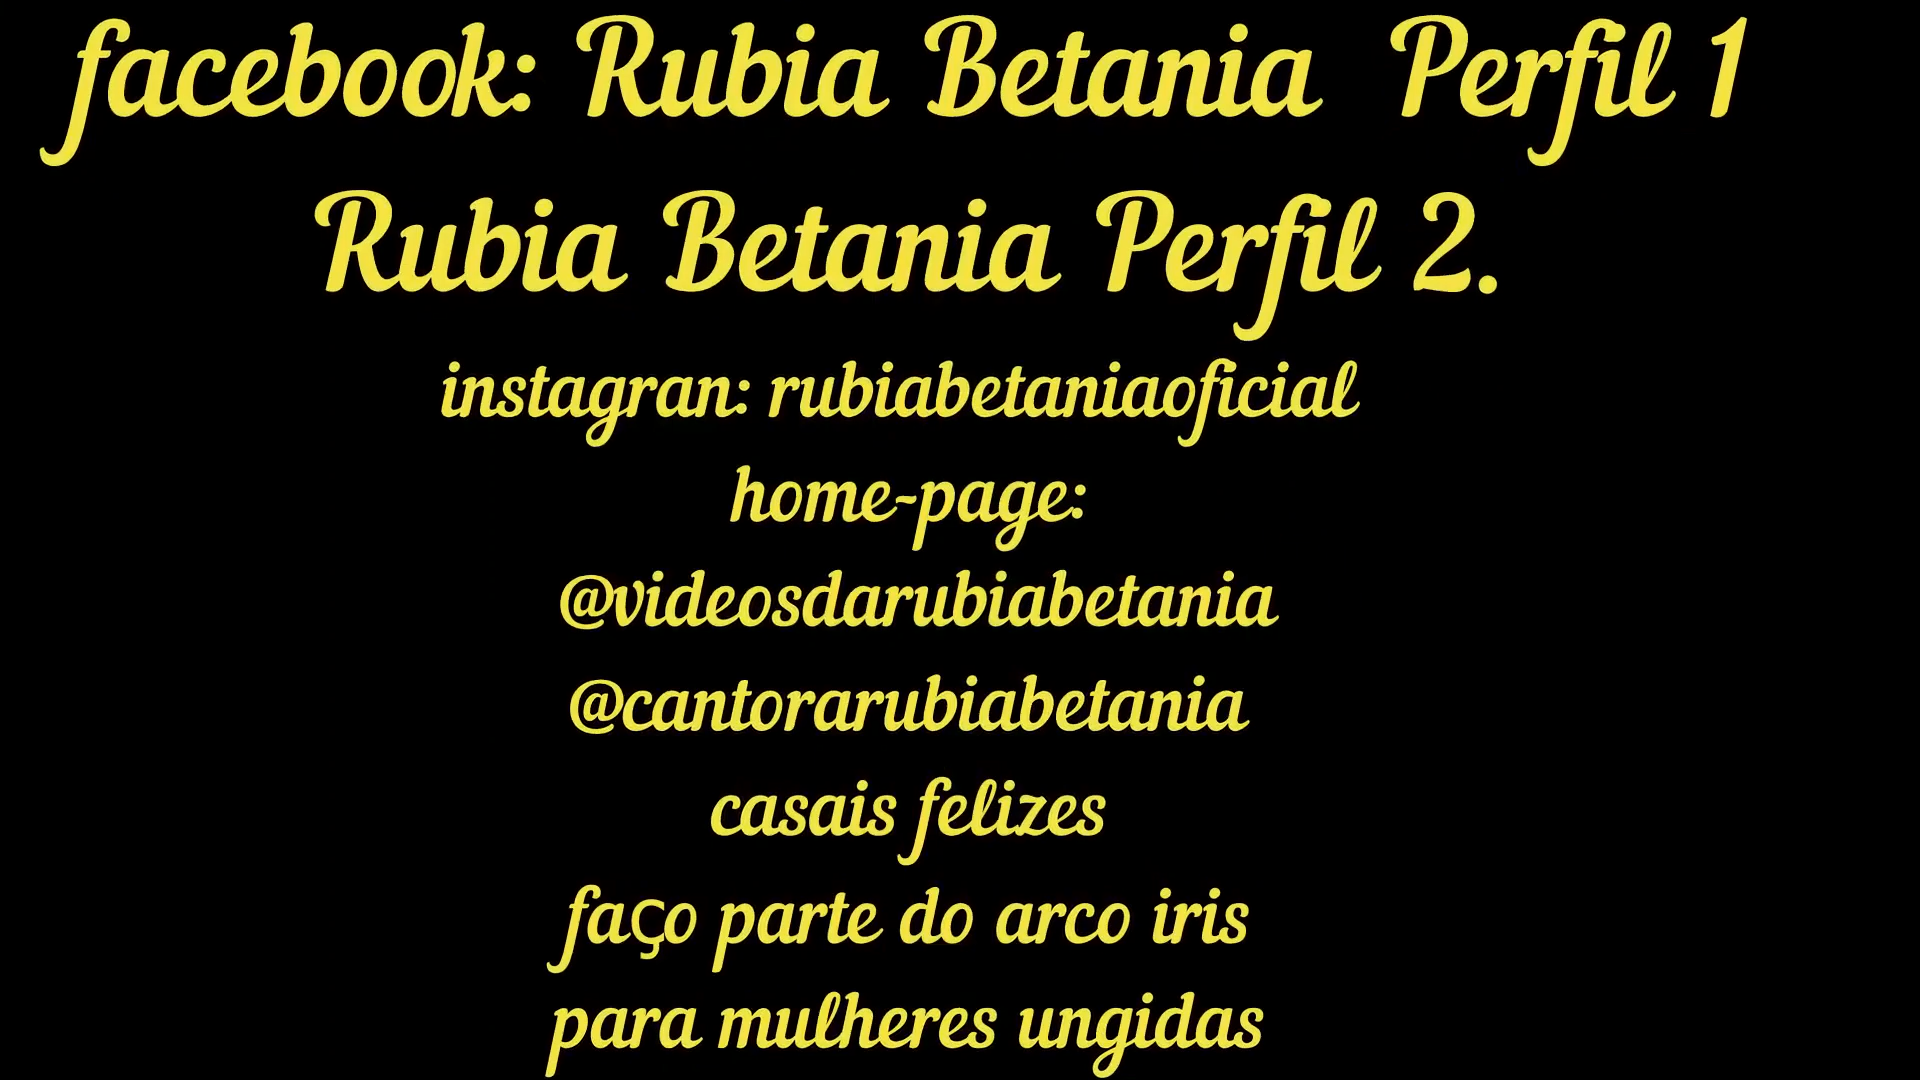 facebook: Rubia Betania Perfil 1
Rubia Betania Perfil 2.
instagran: rubiabetaniaoficial
home-page:
@videosdarubiabetania
@cantorarubiabetania
casais felizes
faço parte do arco iris
para mulheres ungidas